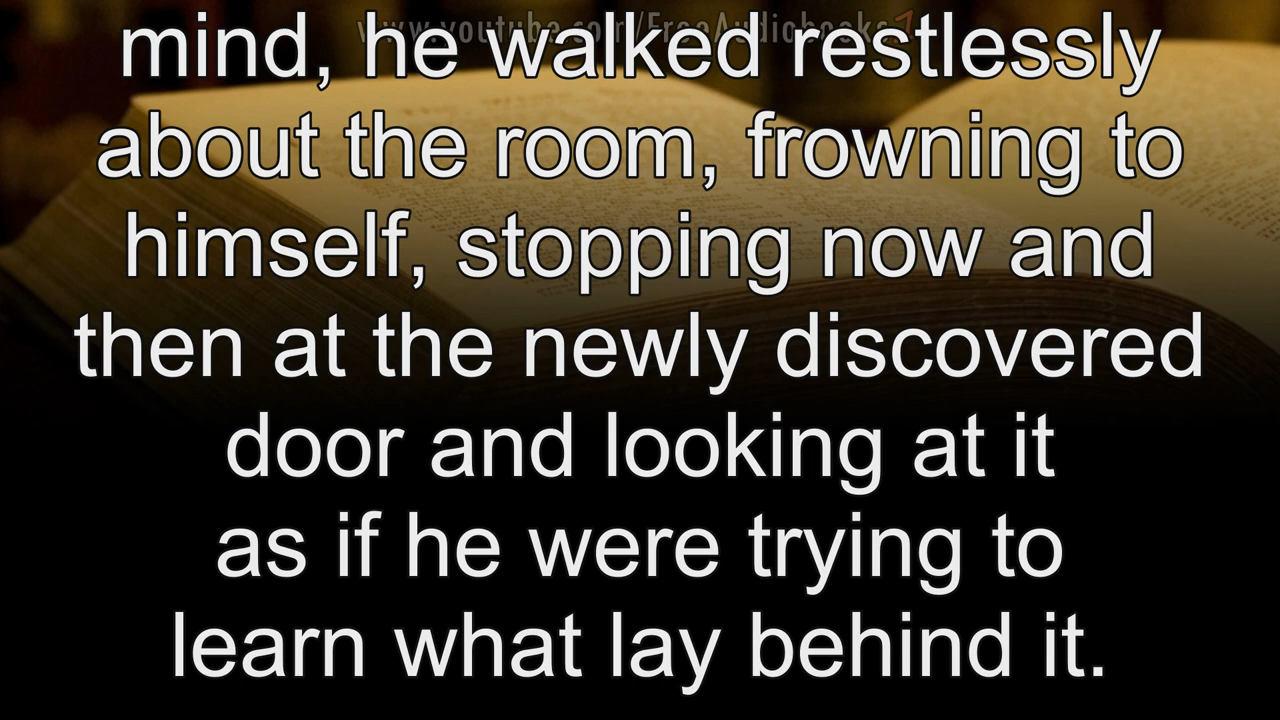 www.youtube.com/FreeAudiobooks
mind, he walked restlessly
about the room, frowning to
himself, stopping now and
then at the newly discovered
door and looking at it
as if he were trying to
learn what lay behind it.